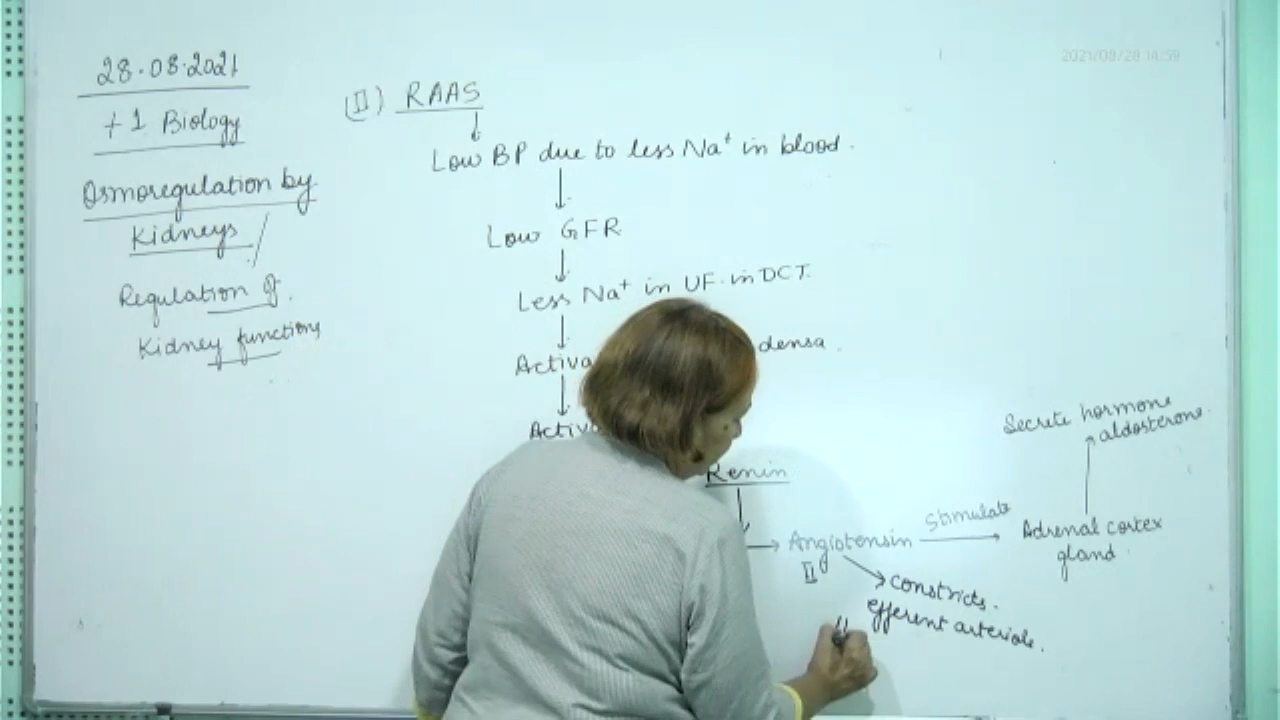 28.08.2021
+1 Biology
Osmoregulation by
Kidneys /
Regulation of
Kidney functions
2021/08/28 14:59
(II) RAAS
↓
Low BP due to less Na⁺ in blood.
↓
Low GFR
↓
Less Na⁺ in UF. in DCT.
↓
densa.
↓
Renin
↓
→ Angiotensin
II
Stimulate
→
Adrenal cortex
gland.
↑
Secrete hormone
aldosterone.
→ constricts.
efferent arteriole.